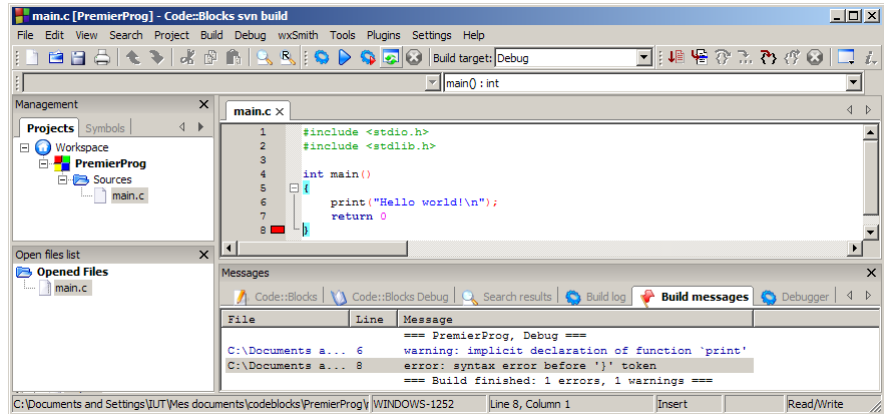 main.c [PremierProg] - Code::Blocks svn build
File Edit View Search Project Build Debug wxSmith Tools Plugins Settings Help
Build target: Debug
main() : int
Management
Projects Symbols
Workspace
PremierProg
Sources
main.c
Open files list
Opened Files
main.c
main.c
1 #include <stdio.h>
2 #include <stdlib.h>
3
4 int main()
5 {
6 print("Hello world!\n");
7 return 0
8 }
Messages
Code::Blocks Code::Blocks Debug Search results Build log Build messages Debugger
File Line Message
=== PremierProg, Debug ===
C:\Documents a... 6 warning: implicit declaration of function `print'
C:\Documents a... 8 error: syntax error before '}' token
=== Build finished: 1 errors, 1 warnings ===
C:\Documents and Settings\IUT\Mes documents\codeblocks\PremierProg\ WINDOWS-1252 Line 8, Column 1 Insert Read/Write